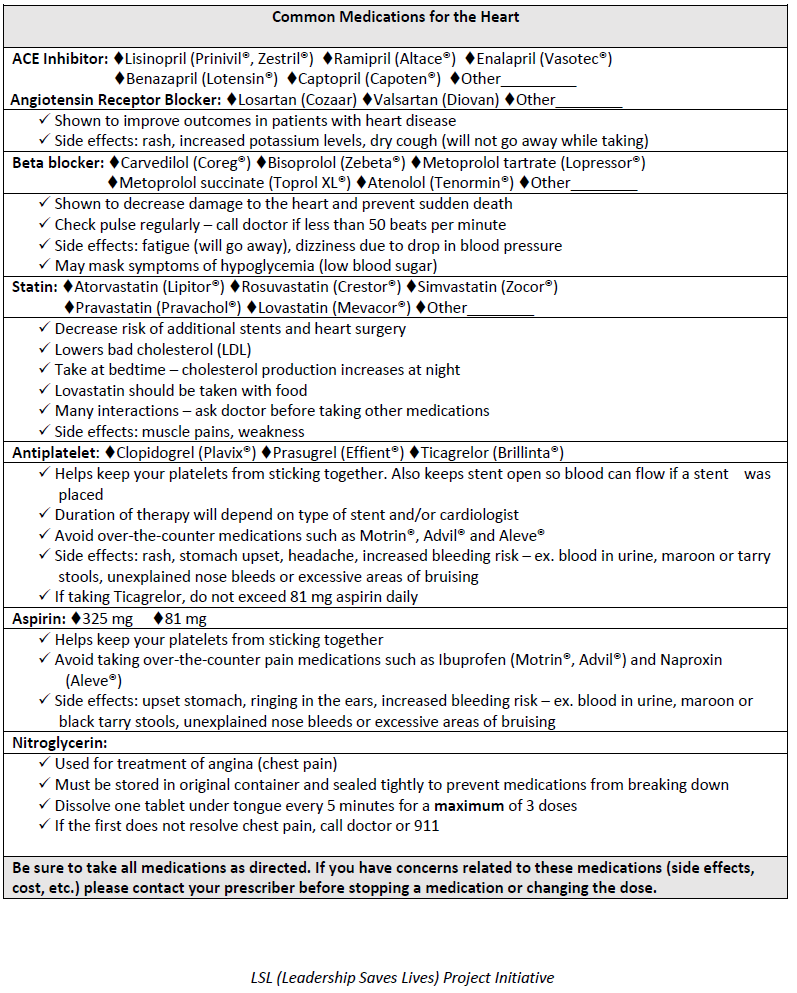 Common Medications for the Heart
ACE Inhibitor: ♦Lisinopril (Prinivil®, Zestril®) ♦Ramipril (Altace®) ♦Enalapril (Vasotec®)
♦Benazapril (Lotensin®) ♦Captopril (Capoten®) ♦Other_________
Angiotensin Receptor Blocker: ♦Losartan (Cozaar) ♦Valsartan (Diovan) ♦Other________
✓ Shown to improve outcomes in patients with heart disease
✓ Side effects: rash, increased potassium levels, dry cough (will not go away while taking)
Beta blocker: ♦Carvedilol (Coreg®) ♦Bisoprolol (Zebeta®) ♦Metoprolol tartrate (Lopressor®)
♦Metoprolol succinate (Toprol XL®) ♦Atenolol (Tenormin®) ♦Other________
✓ Shown to decrease damage to the heart and prevent sudden death
✓ Check pulse regularly – call doctor if less than 50 beats per minute
✓ Side effects: fatigue (will go away), dizziness due to drop in blood pressure
✓ May mask symptoms of hypoglycemia (low blood sugar)
Statin: ♦Atorvastatin (Lipitor®) ♦Rosuvastatin (Crestor®) ♦Simvastatin (Zocor®)
♦Pravastatin (Pravachol®) ♦Lovastatin (Mevacor®) ♦Other________
✓ Decrease risk of additional stents and heart surgery
✓ Lowers bad cholesterol (LDL)
✓ Take at bedtime – cholesterol production increases at night
✓ Lovastatin should be taken with food
✓ Many interactions – ask doctor before taking other medications
✓ Side effects: muscle pains, weakness
Antiplatelet: ♦Clopidogrel (Plavix®) ♦Prasugrel (Effient®) ♦Ticagrelor (Brillinta®)
✓ Helps keep your platelets from sticking together. Also keeps stent open so blood can flow if a stent was
placed
✓ Duration of therapy will depend on type of stent and/or cardiologist
✓ Avoid over-the-counter medications such as Motrin®, Advil® and Aleve®
✓ Side effects: rash, stomach upset, headache, increased bleeding risk – ex. blood in urine, maroon or tarry
stools, unexplained nose bleeds or excessive areas of bruising
✓ If taking Ticagrelor, do not exceed 81 mg aspirin daily
Aspirin: ♦325 mg ♦81 mg
✓ Helps keep your platelets from sticking together
✓ Avoid taking over-the-counter pain medications such as Ibuprofen (Motrin®, Advil®) and Naproxin
(Aleve®)
✓ Side effects: upset stomach, ringing in the ears, increased bleeding risk – ex. blood in urine, maroon or
black tarry stools, unexplained nose bleeds or excessive areas of bruising
Nitroglycerin:
✓ Used for treatment of angina (chest pain)
✓ Must be stored in original container and sealed tightly to prevent medications from breaking down
✓ Dissolve one tablet under tongue every 5 minutes for a maximum of 3 doses
✓ If the first does not resolve chest pain, call doctor or 911
Be sure to take all medications as directed. If you have concerns related to these medications (side effects,
cost, etc.) please contact your prescriber before stopping a medication or changing the dose.
LSL (Leadership Saves Lives) Project Initiative